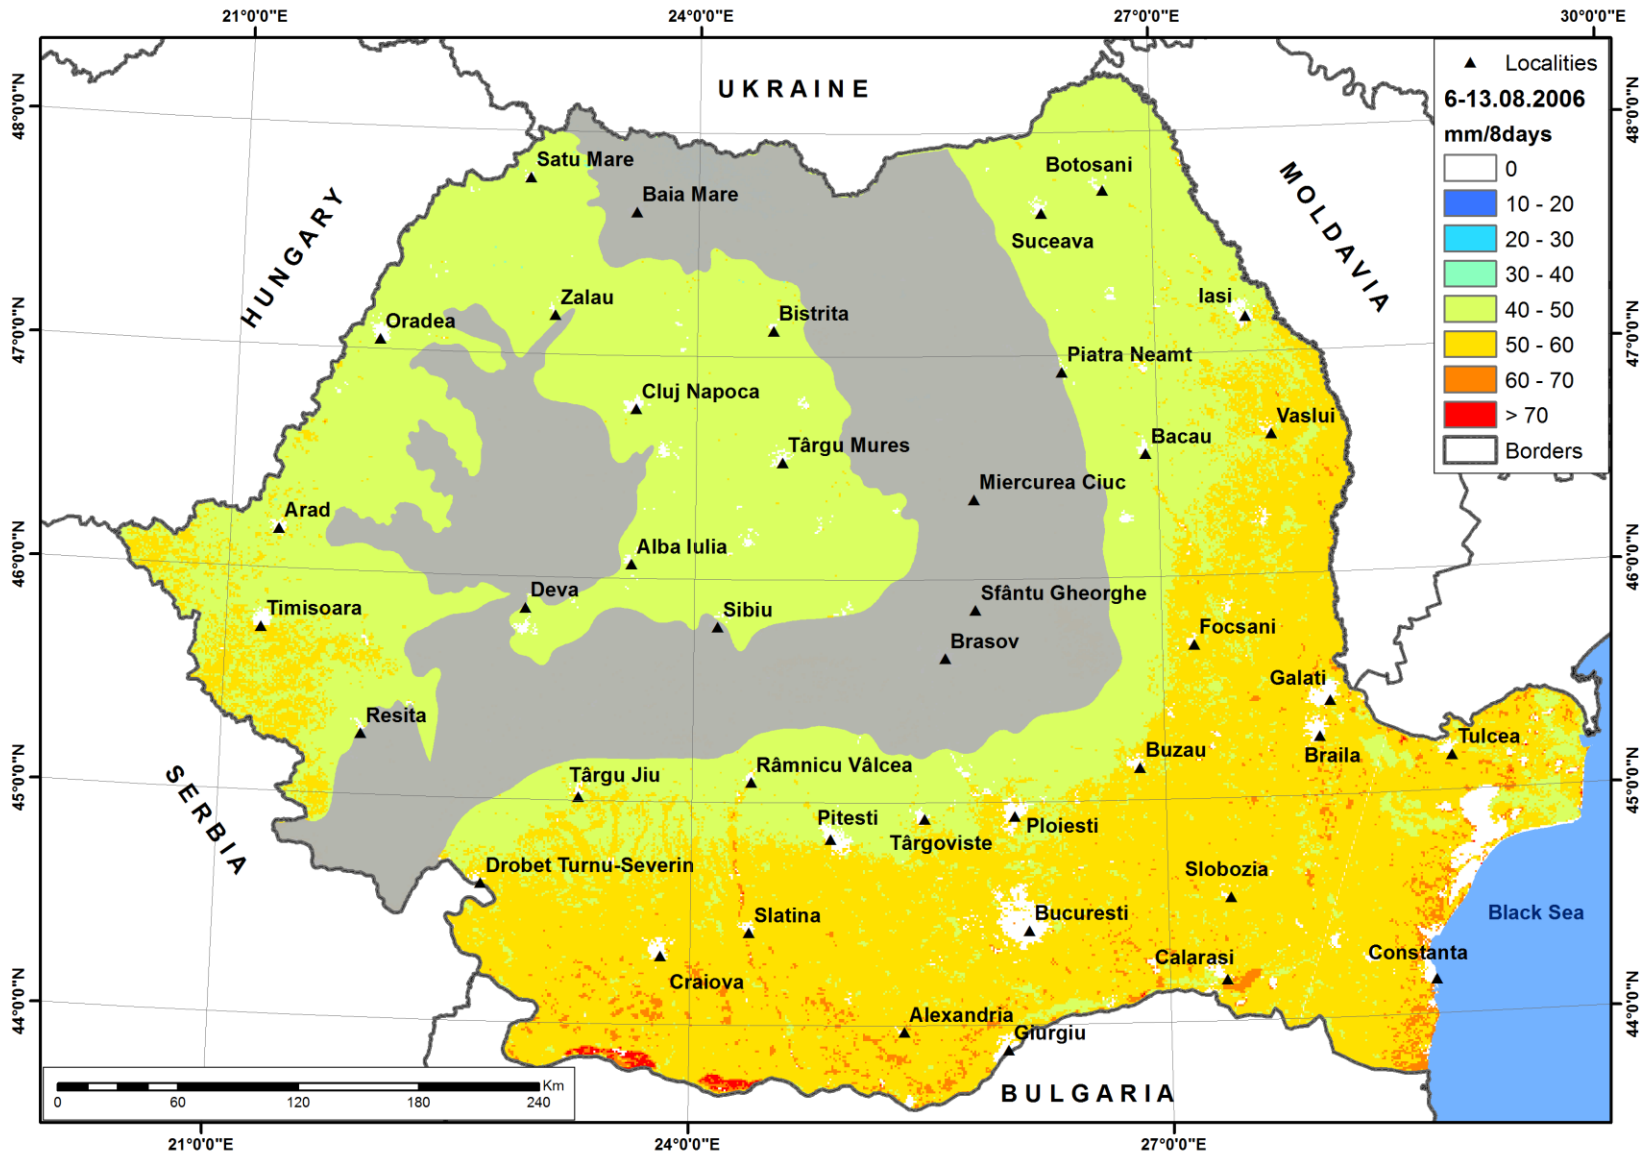 21°0'0"E
24°0'0"E
27°0'0"E
30°0'0"E
48°0'0"N
47°0'0"N
46°0'0"N
45°0'0"N
44°0'0"N
48°0'0"N
47°0'0"N
46°0'0"N
45°0'0"N
44°0'0"N
UKRAINE
HUNGARY
MOLDAVIA
SERBIA
BULGARIA
Black Sea
Localities
6-13.08.2006
mm/8days
0
10 - 20
20 - 30
30 - 40
40 - 50
50 - 60
60 - 70
> 70
Borders
Satu Mare
Baia Mare
Botosani
Suceava
Iasi
Zalau
Oradea
Bistrita
Piatra Neamt
Cluj Napoca
Vaslui
Târgu Mures
Bacau
Miercurea Ciuc
Arad
Alba Iulia
Deva
Sfântu Gheorghe
Timisoara
Sibiu
Focsani
Brasov
Galati
Resita
Tulcea
Buzau
Braila
Târgu Jiu
Râmnicu Vâlcea
Pitesti
Ploiesti
Târgoviste
Drobet Turnu-Severin
Slobozia
Slatina
Bucuresti
Constanta
Calarasi
Craiova
Alexandria
Giurgiu
Km
0
60
120
180
240
21°0'0"E
24°0'0"E
27°0'0"E